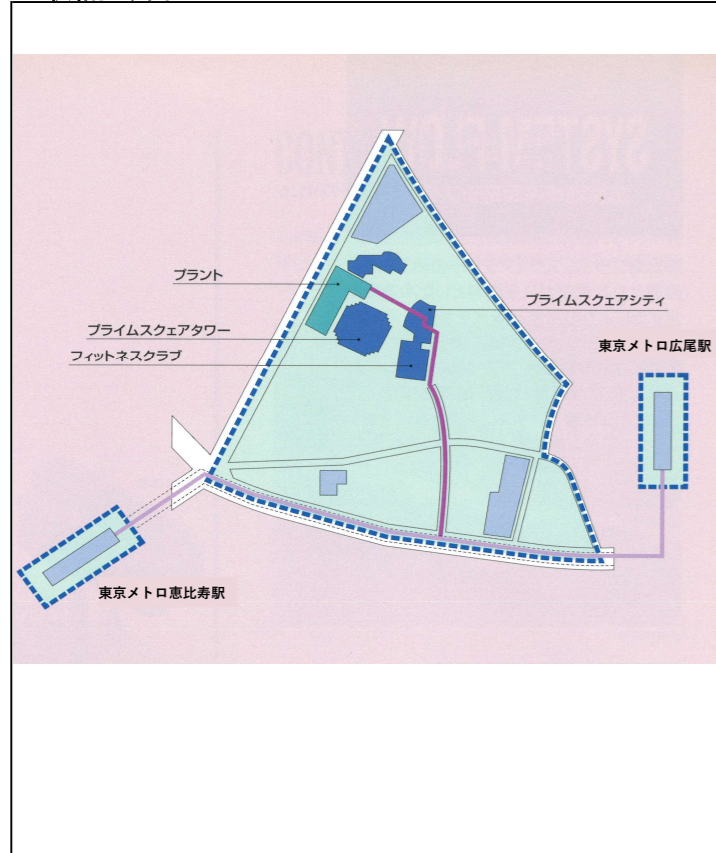 プラント
プライムスクェアシティ
プライムスクェアタワー
東京メトロ広尾駅
フィットネスクラブ
東京メトロ恵比寿駅